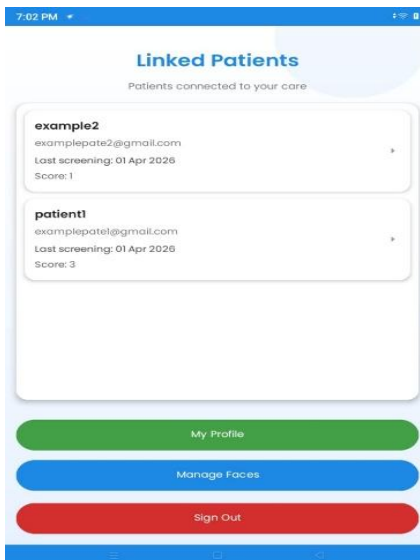 7:02 PM
Linked Patients
Patients connected to your care
example2
examplepate2@gmail.com
Last screening: 01 Apr 2026
Score: 1
patient1
examplepate1@gmail.com
Last screening: 01 Apr 2026
Score: 3
My Profile
Manage Faces
Sign Out